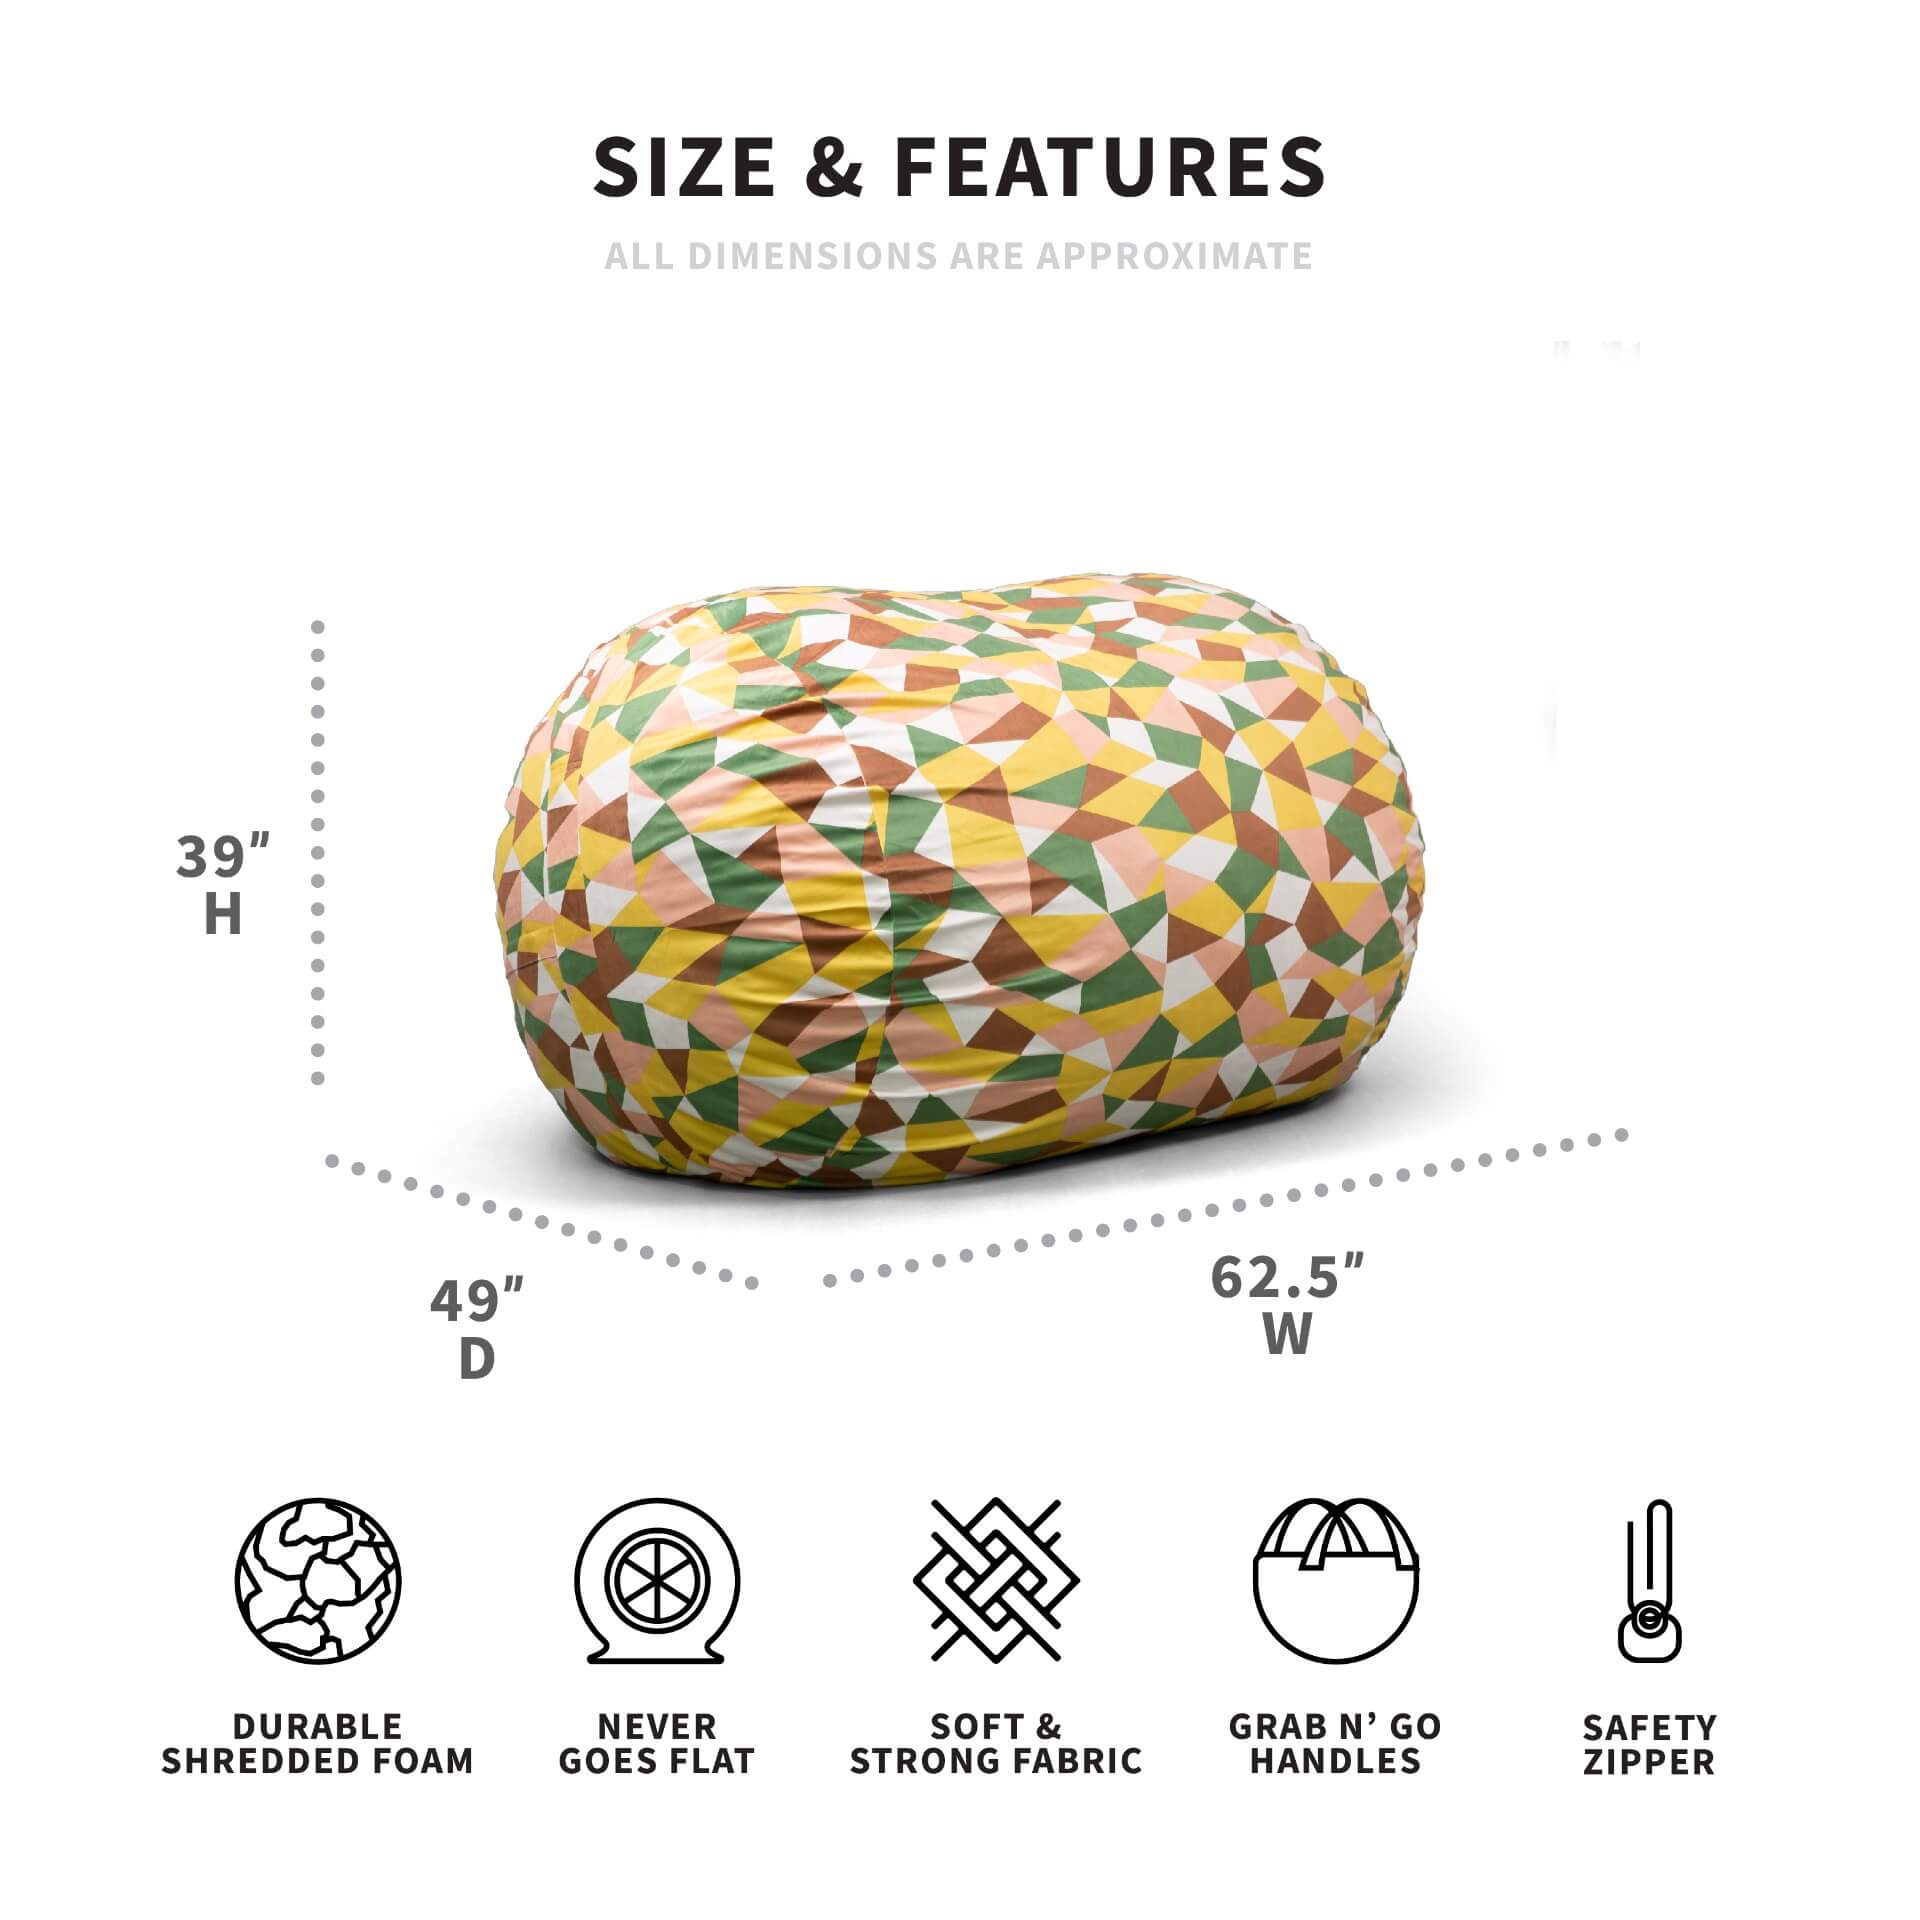 SIZE & FEATURES
ALL DIMENSIONS ARE APPROXIMATE
39"
H
49"
D
62.5"
W
DURABLE
SHREDDED FOAM
NEVER
GOES FLAT
SOFT &
STRONG FABRIC
GRAB N’ GO
HANDLES
SAFETY
ZIPPER